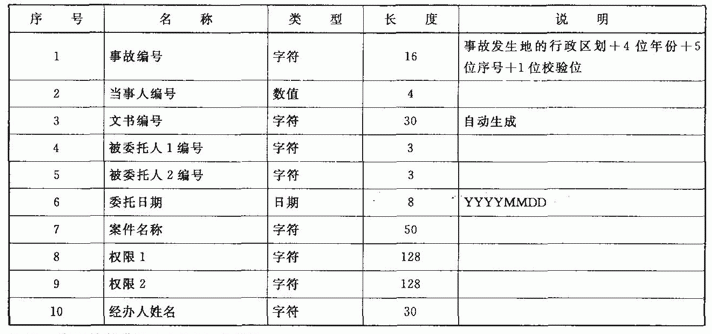 序 号 名 称 类 型 长 度 说 明
1 事故编号 字符 16 事故发生地的行政区划＋4位年份＋5
位序号＋1位校验位
2 当事人编号 数值 4
3 文书编号 字符 30 自动生成
4 被委托人1编号 字符 3
5 被委托人2编号 字符 3
6 委托日期 日期 8 YYYYMMDD
7 案件名称 字符 50
8 权限1 字符 128
9 权限2 字符 128
10 经办人姓名 字符 30